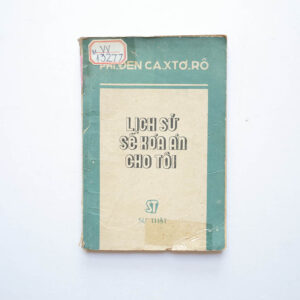 VV
13277
PHI.ĐEN CA.XTƠ.RÔ
LỊCH SỬ
SẼ XÓA ÁN
CHO TÔI
ST
SỰ THẬT